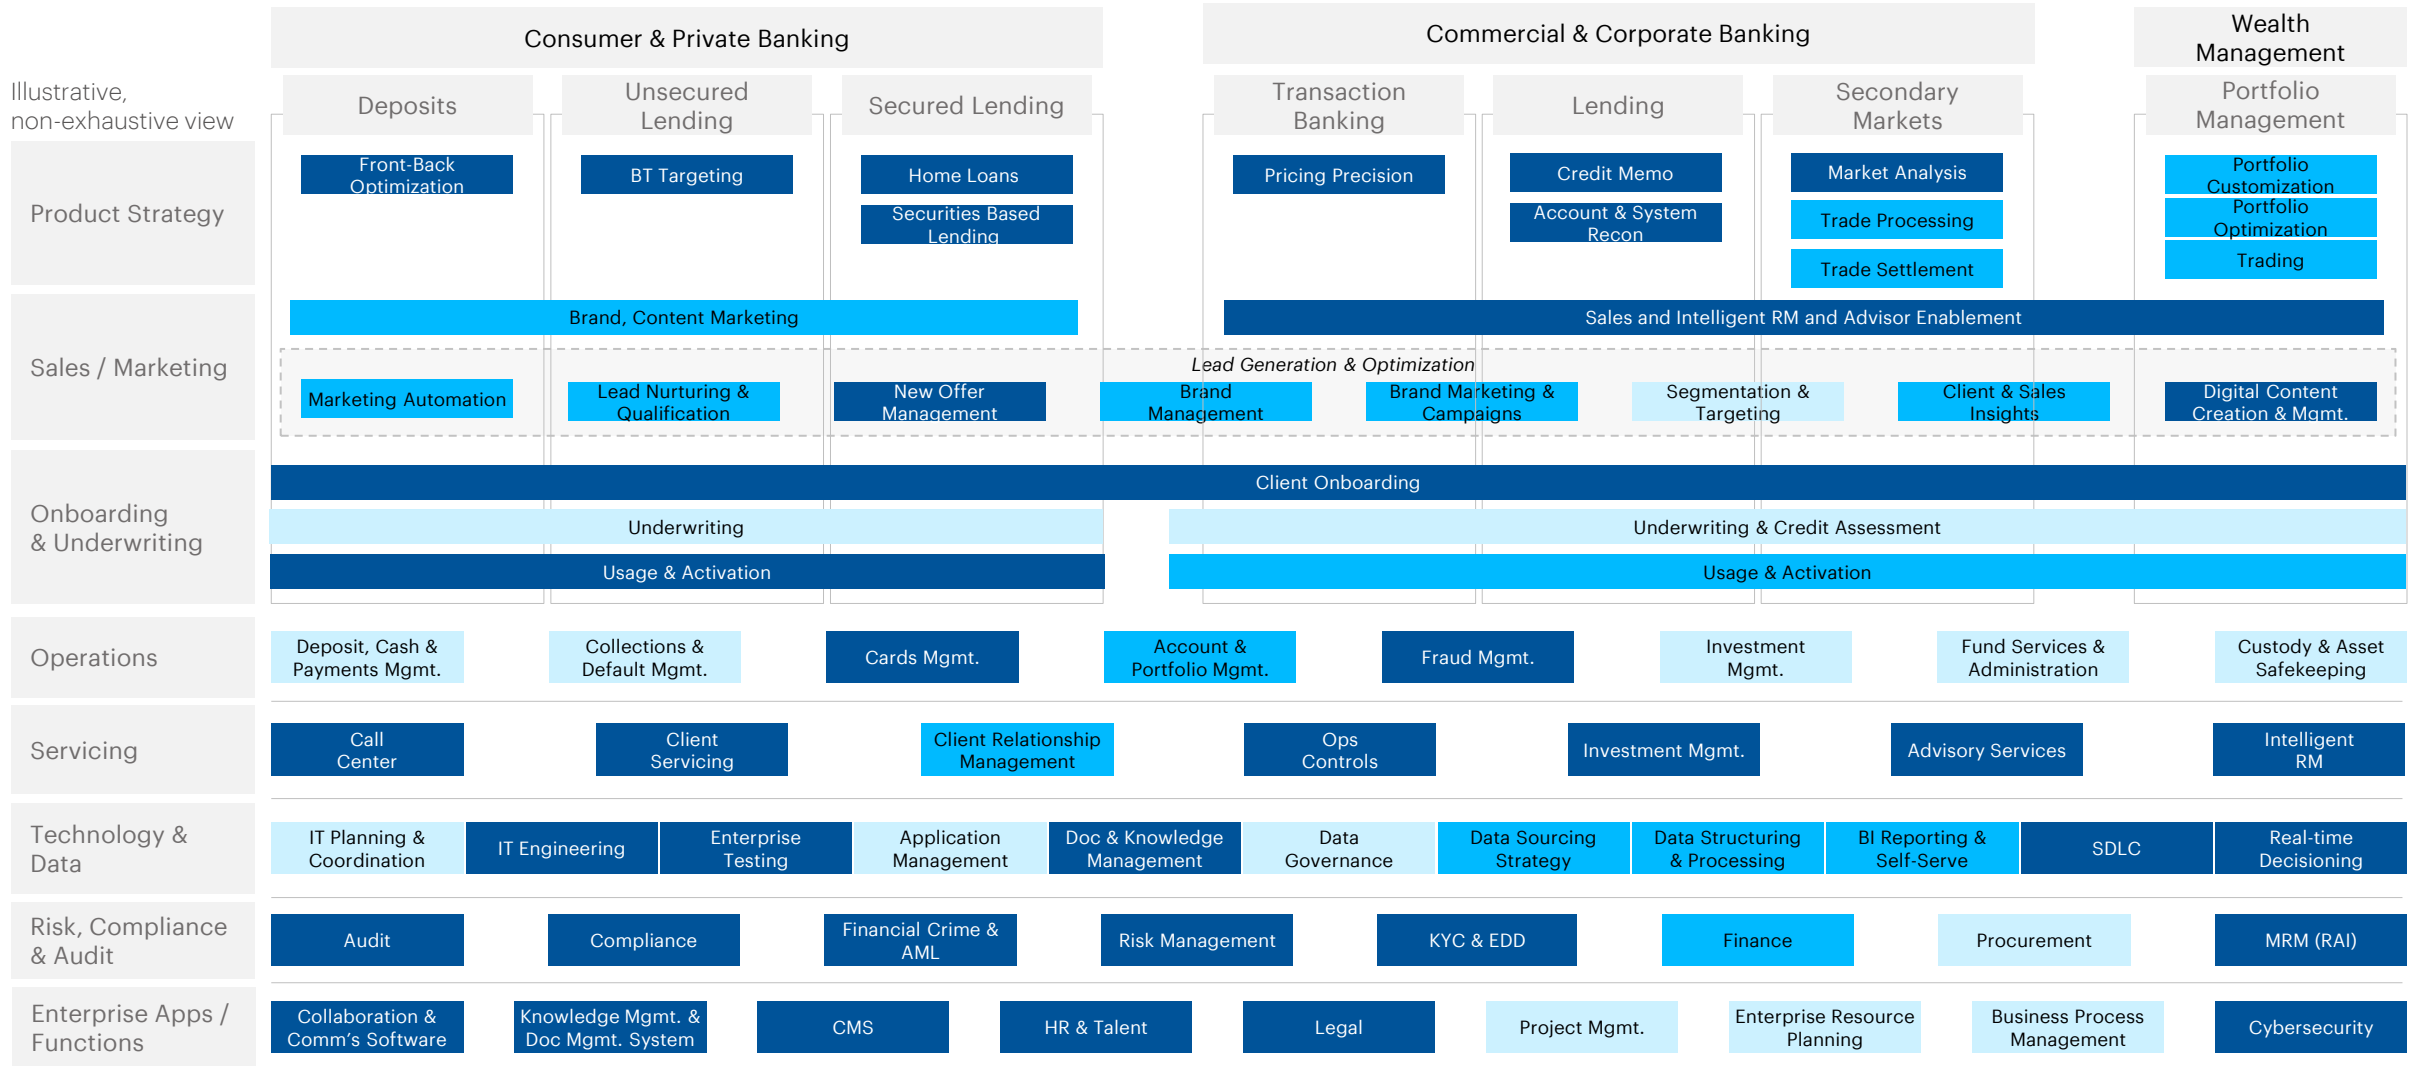 Consumer & Private Banking
Commercial & Corporate Banking
Wealth
Management
Illustrative,
non-exhaustive view
Deposits
Unsecured
Lending
Secured Lending
Transaction
Banking
Lending
Secondary
Markets
Portfolio
Management
Product Strategy
Front-Back
Optimization
BT Targeting
Home Loans
Securities Based
Lending
Pricing Precision
Credit Memo
Account & System
Recon
Market Analysis
Trade Processing
Trade Settlement
Portfolio
Customization
Portfolio
Optimization
Trading
Sales / Marketing
Brand, Content Marketing
Sales and Intelligent RM and Advisor Enablement
Lead Generation & Optimization
Marketing Automation
Lead Nurturing &
Qualification
New Offer
Management
Brand
Management
Brand Marketing &
Campaigns
Segmentation &
Targeting
Client & Sales
Insights
Digital Content
Creation & Mgmt.
Onboarding
& Underwriting
Client Onboarding
Underwriting
Underwriting & Credit Assessment
Usage & Activation
Usage & Activation
Operations
Deposit, Cash &
Payments Mgmt.
Collections &
Default Mgmt.
Cards Mgmt.
Account &
Portfolio Mgmt.
Fraud Mgmt.
Investment
Mgmt.
Fund Services &
Administration
Custody & Asset
Safekeeping
Servicing
Call
Center
Client
Servicing
Client Relationship
Management
Ops
Controls
Investment Mgmt.
Advisory Services
Intelligent
RM
Technology &
Data
IT Planning &
Coordination
IT Engineering
Enterprise
Testing
Application
Management
Doc & Knowledge
Management
Data
Governance
Data Sourcing
Strategy
Data Structuring
& Processing
BI Reporting &
Self-Serve
SDLC
Real-time
Decisioning
Risk, Compliance
& Audit
Audit
Compliance
Financial Crime &
AML
Risk Management
KYC & EDD
Finance
Procurement
MRM (RAI)
Enterprise Apps /
Functions
Collaboration &
Comm's Software
Knowledge Mgmt. &
Doc Mgmt. System
CMS
HR & Talent
Legal
Project Mgmt.
Enterprise Resource
Planning
Business Process
Management
Cybersecurity